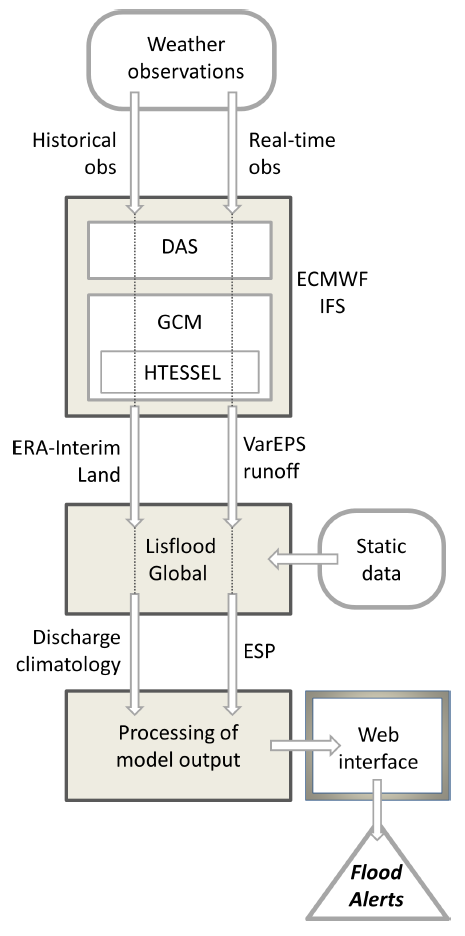 Weather
observations
Historical
obs
Real-time
obs
DAS
GCM
HTESSEL
ECMWF
IFS
ERA-Interim
Land
VarEPS
runoff
Lisflood
Global
Static
data
Discharge
climatology
ESP
Processing of
model output
Web
interface
Flood
Alerts